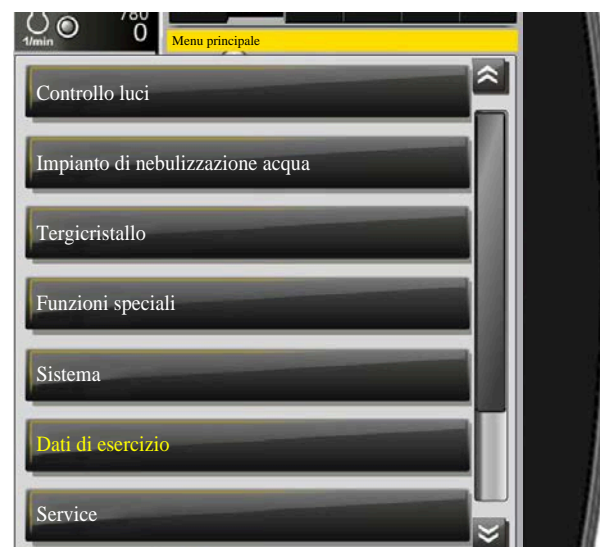 780
1/min 0
Menu principale
Controllo luci
Impianto di nebulizzazione acqua
Tergicristallo
Funzioni speciali
Sistema
Dati di esercizio
Service